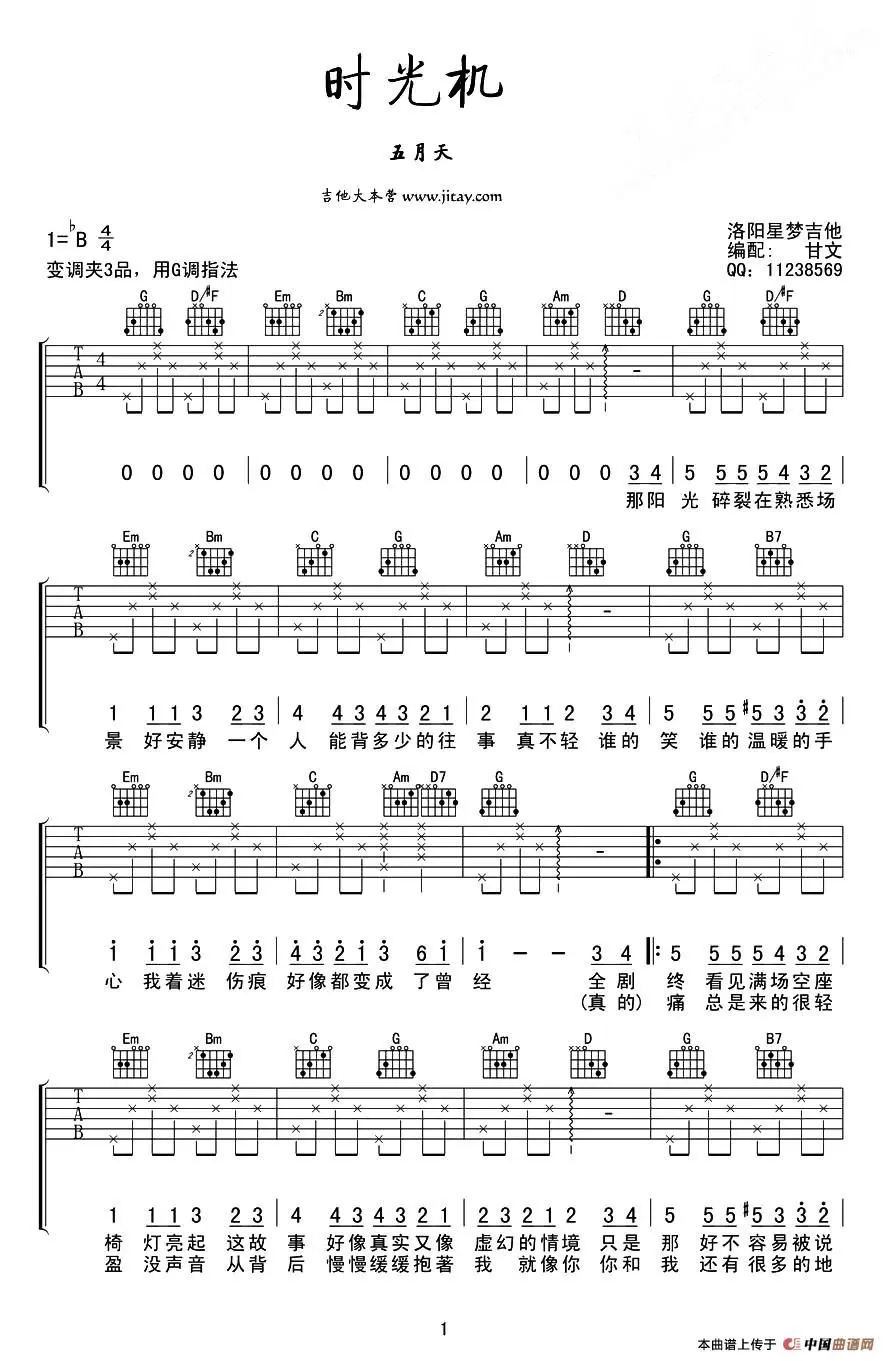 时光机
五月天
吉他大本营 www.jitay.com
1=♭B 4/4
洛阳星梦吉他
编配： 甘文
变调夹3品，用G调指法
QQ：11238569
G D/#F Em Bm C G Am D G D/#F
2
T A B 4 4
0 0 0 0 | 0 0 0 0 | 0 0 0 0 | 0 0 0 3 4 | 5 5 5 5 4 3 2 |
那阳 光 碎裂在熟悉场
Em Bm C G Am D G B7
2
T A B
1 1 1 3 2 3 | 4 4 3 4 3 2 1 | 2 1 1 2 3 4 | 5 5 5 #5 3̇ 3̇ 2̇ |
景 好安静 一个 人 能背多少的往 事 真不轻 谁的 笑 谁的 温暖的手
Em Bm C Am D7 G G D/#F
2
T A B
1̇ 1̇ 1̇ 3̇ 2̇ 3̇ | 4̇ 3̇ 2̇ 1̇ 3̇ 6 1̇ | 1̇ - - 3 4 |: 5 5 5 5 4 3 2 |
心 我着迷 伤痕 好像都变成 了曾 经 全剧 终 看见满场空座
(真的) 痛 总是来的很轻
Em Bm C G Am D G B7
2
T A B
1 1 1 3 2 3 | 4 4 3 4 3 2 1 | 2 3 2 1 2 3 4 | 5 5 5 #5 3̇ 3̇ 2̇ |
椅 灯亮起 这故 事 好像真实又像 虚幻的情境 只是 那 好不容易被说
盈 没声音 从背 后 慢慢缓缓抱著 我 就像你 你和 我 还有很多的地
1
本曲谱上传于 中国曲谱网